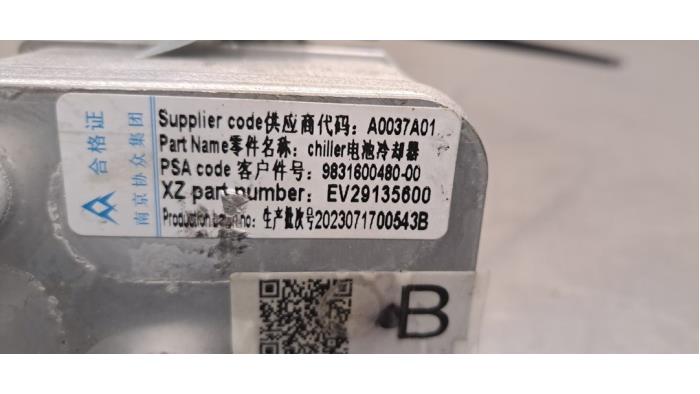 合格证
南京协众集团
Supplier code供应商代码：A0037A01
Part Name零件名称：chiller电池冷却器
PSA code 客户件号：9831600480-00
XZ part number：EV29135600
Production batch no：生产批次号2023071700543B
B